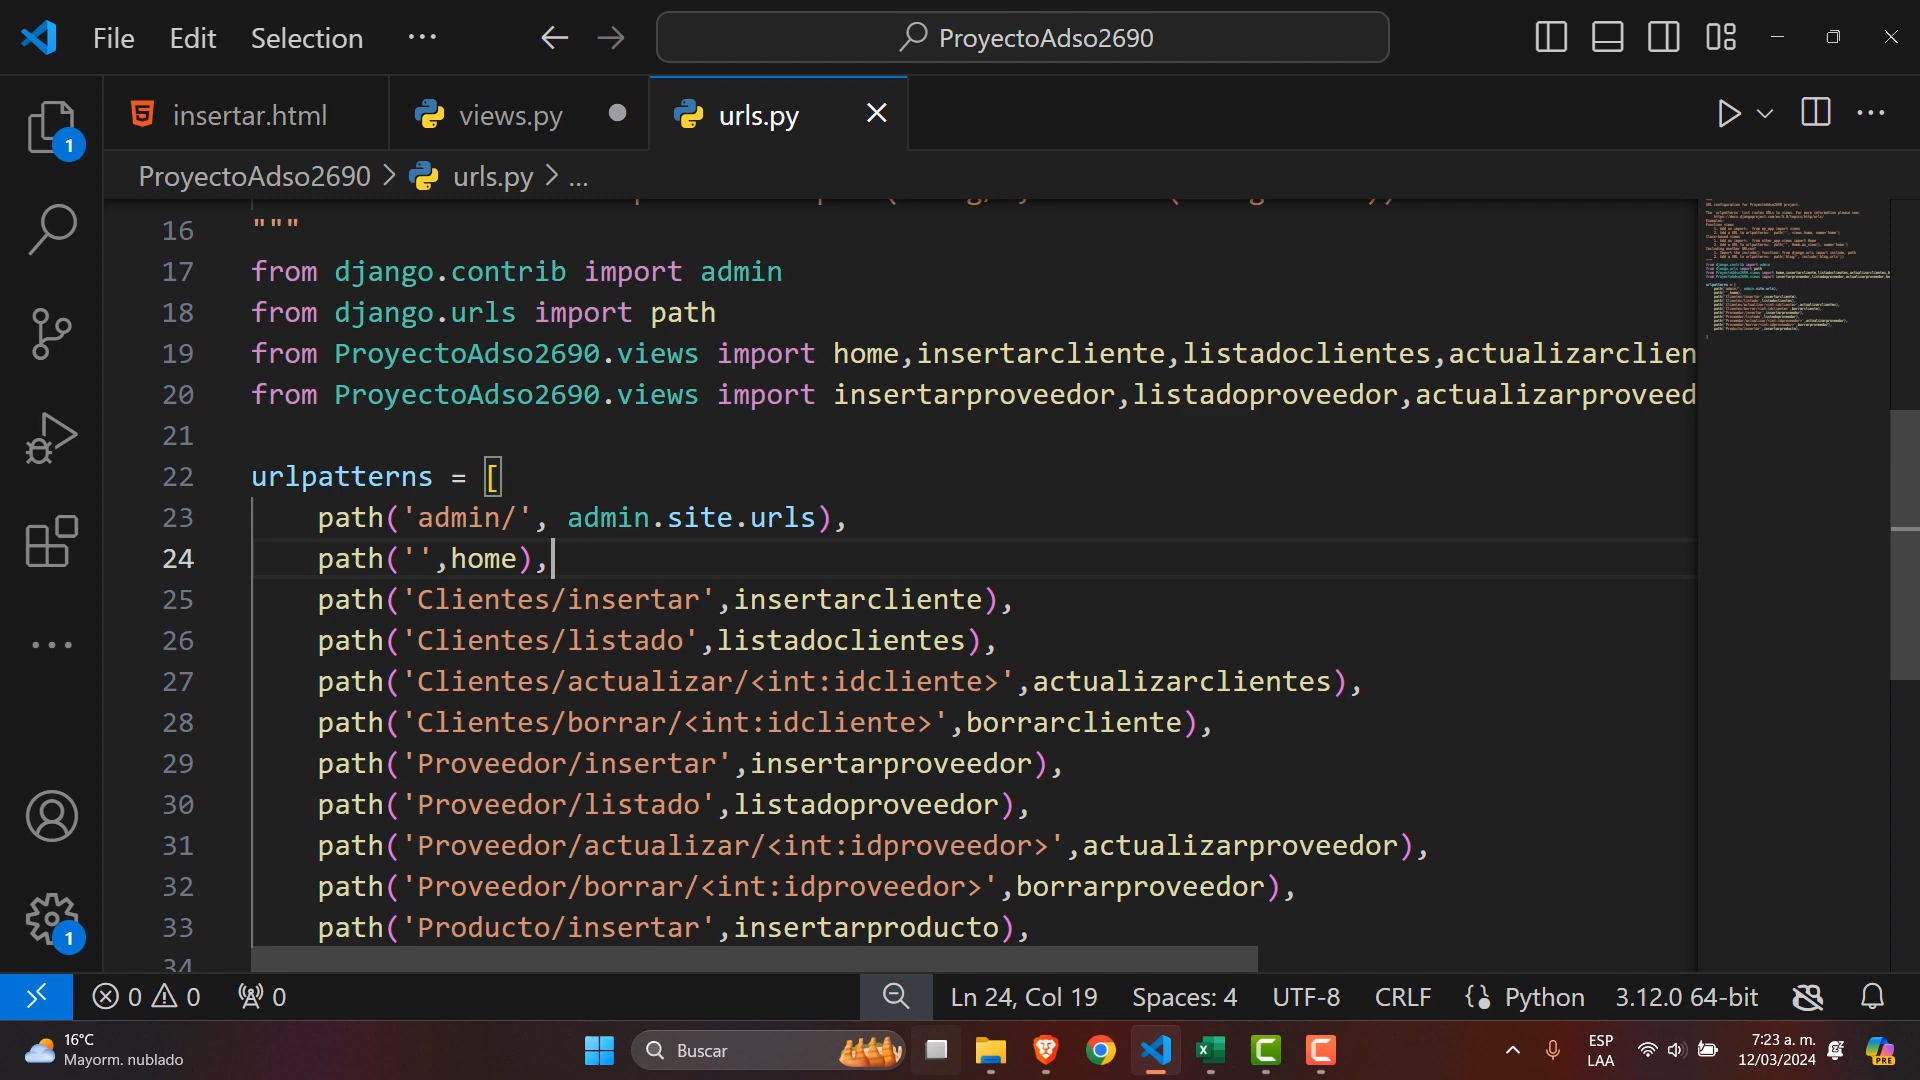 File Edit Selection ···
ProyectoAdso2690
insertar.html
views.py
urls.py
ProyectoAdso2690 > urls.py > ...
16 """
17 from django.contrib import admin
18 from django.urls import path
19 from ProyectoAdso2690.views import home,insertarcliente,listadoclientes,actualizarclien
20 from ProyectoAdso2690.views import insertarproveedor,listadoproveedor,actualizarproveed
21
22 urlpatterns = [
23 path('admin/', admin.site.urls),
24 path('',home),
25 path('Clientes/insertar',insertarcliente),
26 path('Clientes/listado',listadoclientes),
27 path('Clientes/actualizar/<int:idcliente>',actualizarclientes),
28 path('Clientes/borrar/<int:idcliente>',borrarcliente),
29 path('Proveedor/insertar',insertarproveedor),
30 path('Proveedor/listado',listadoproveedor),
31 path('Proveedor/actualizar/<int:idproveedor>',actualizarproveedor),
32 path('Proveedor/borrar/<int:idproveedor>',borrarproveedor),
33 path('Producto/insertar',insertarproducto),
34
1
1
0 0 0
Ln 24, Col 19 Spaces: 4 UTF-8 CRLF Python 3.12.0 64-bit
16°C
Mayorm. nublado
Buscar
ESP
LAA
7:23 a. m.
12/03/2024
PRE